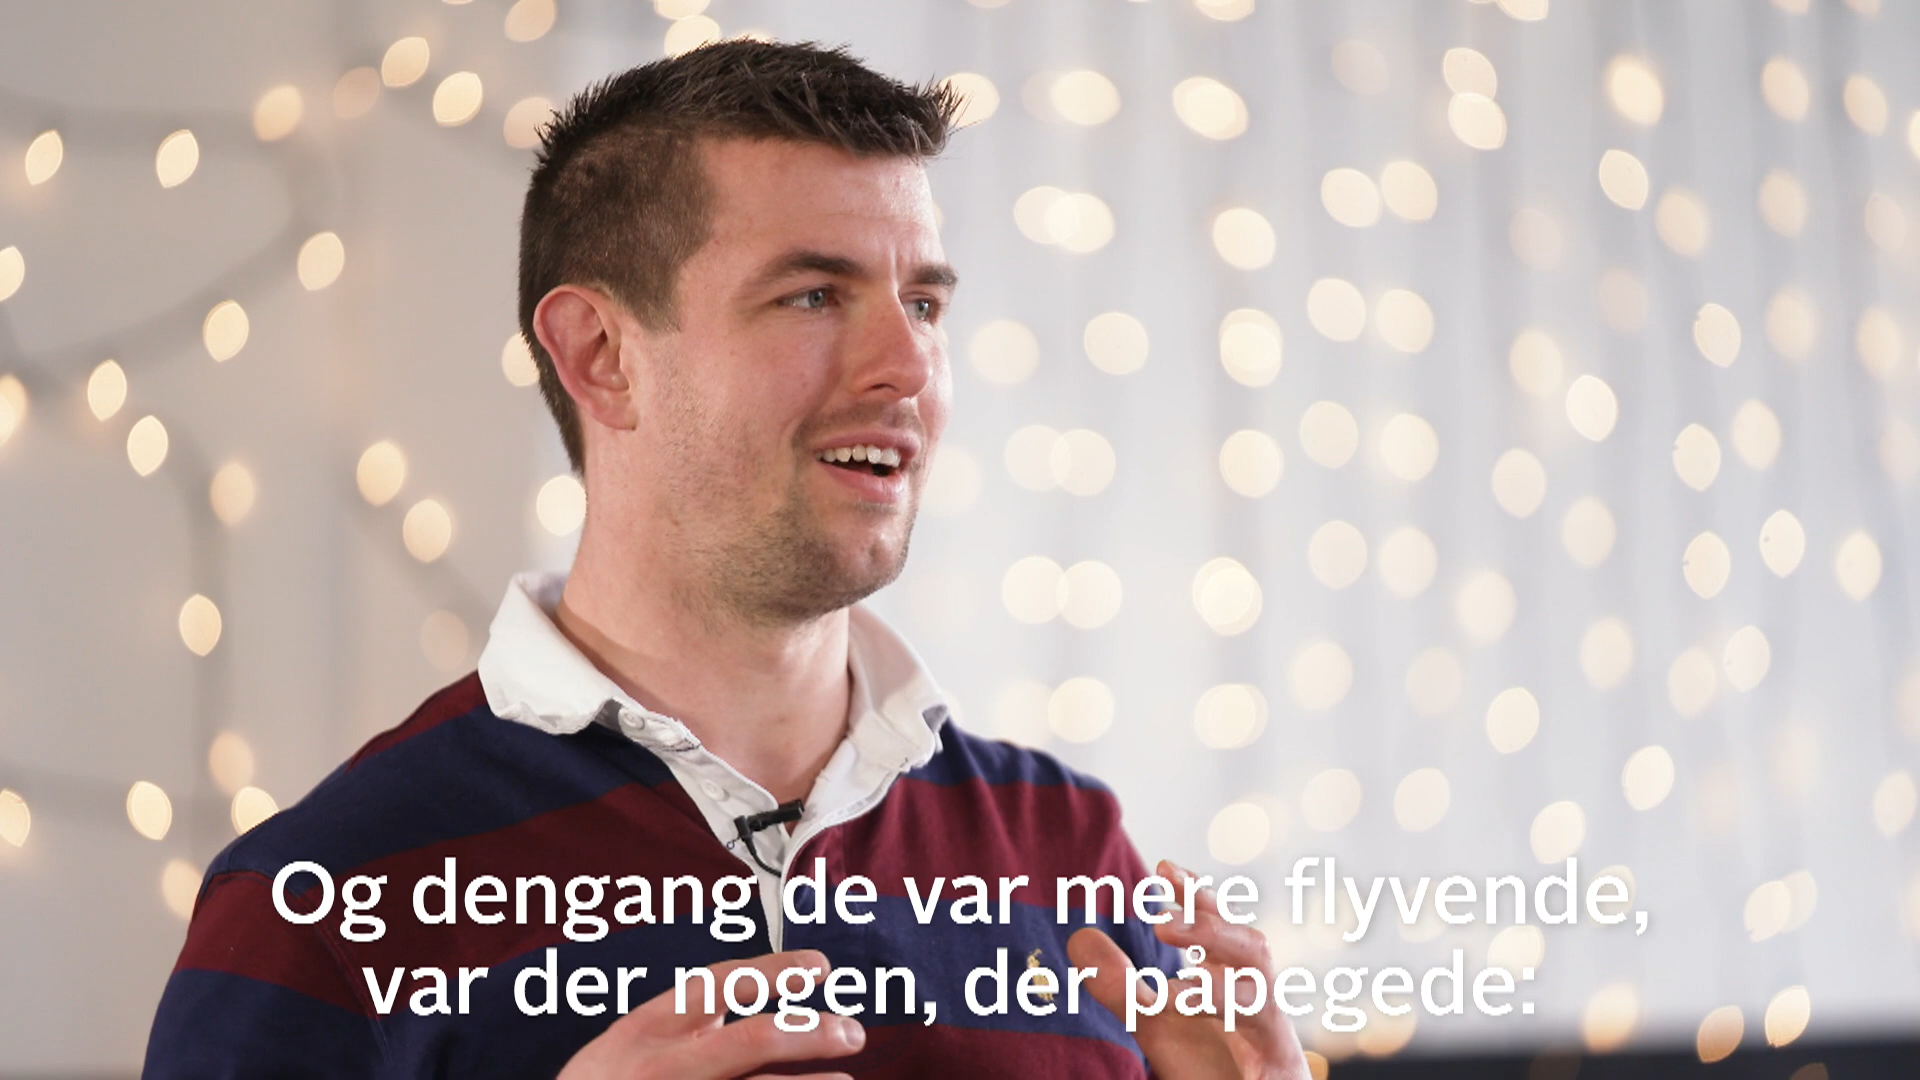 Og dengang de var mere flyvende,
var der nogen, der påpegede: